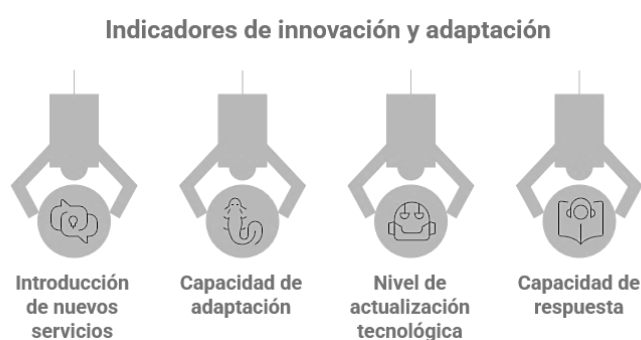 Indicadores de innovación y adaptación
Introducción
de nuevos
servicios
Capacidad de
adaptación
Nivel de
actualización
tecnológica
Capacidad de
respuesta